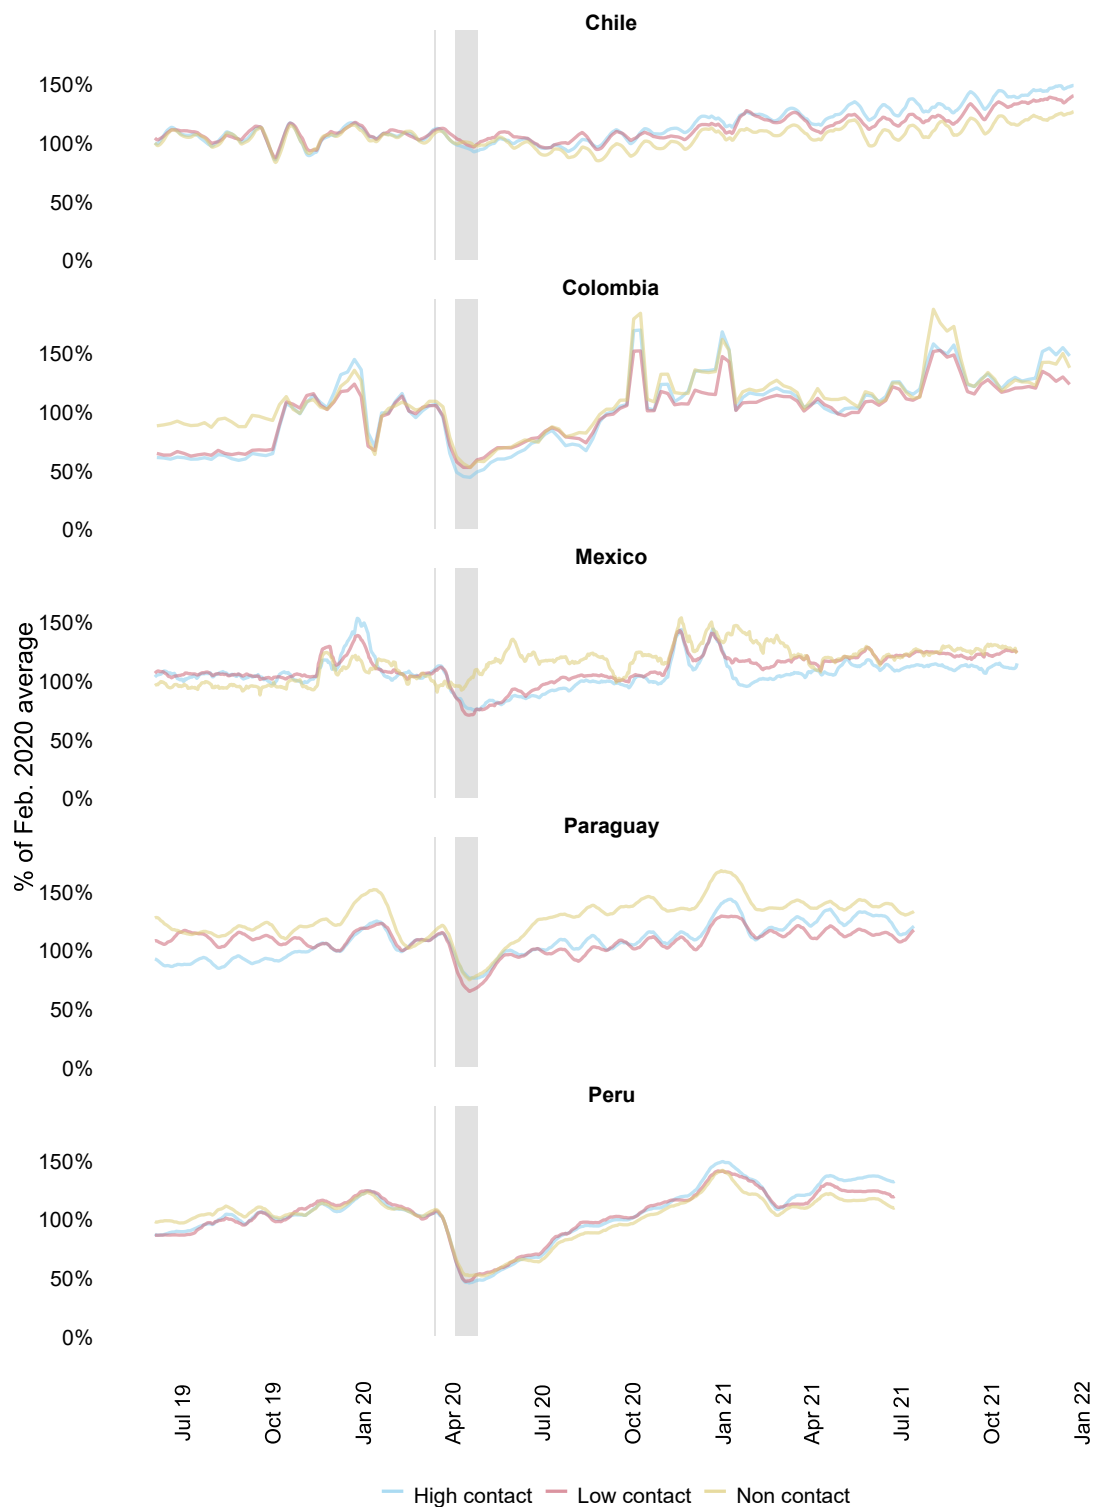 Chile
150%
100%
50%
0%
Colombia
150%
100%
50%
0%
Mexico
150%
100%
50%
0%
% of Feb. 2020 average
Paraguay
150%
100%
50%
0%
Peru
150%
100%
50%
0%
Jul 19
Oct 19
Jan 20
Apr 20
Jul 20
Oct 20
Jan 21
Apr 21
Jul 21
Oct 21
Jan 22
High contact
Low contact
Non contact